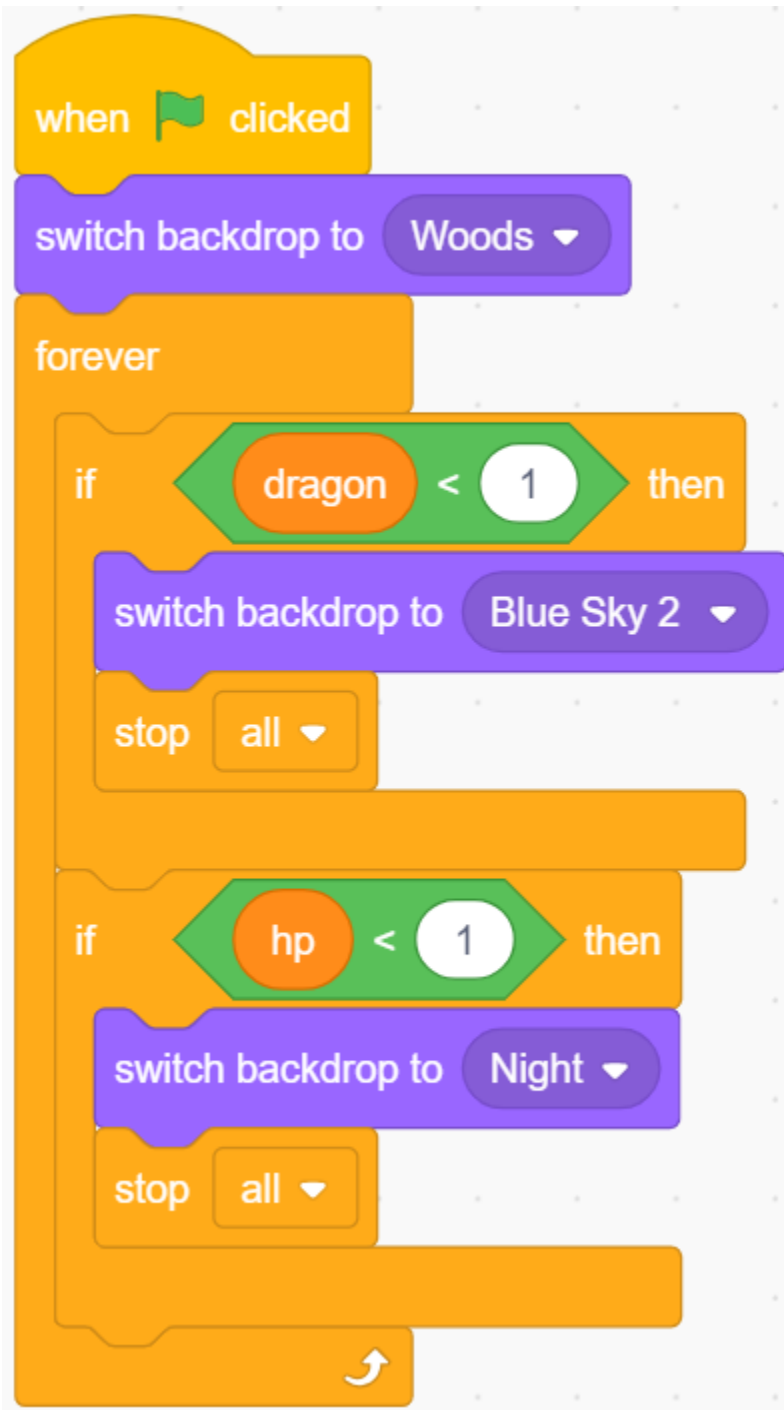 when clicked
switch backdrop to Woods
forever
if dragon < 1 then
switch backdrop to Blue Sky 2
stop all
if hp < 1 then
switch backdrop to Night
stop all